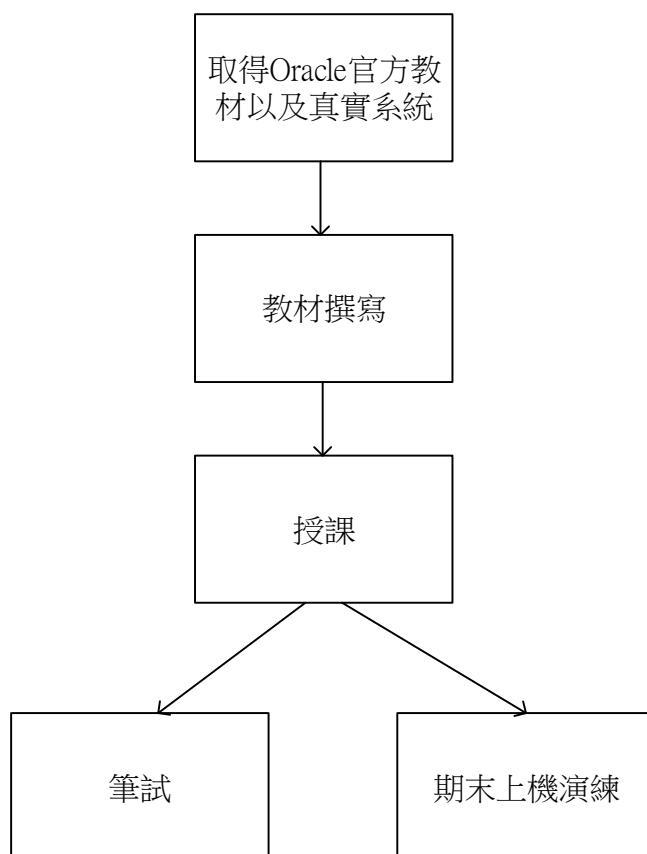 取得Oracle官方教
材以及真實系統
教材撰寫
授課
筆試
期末上機演練